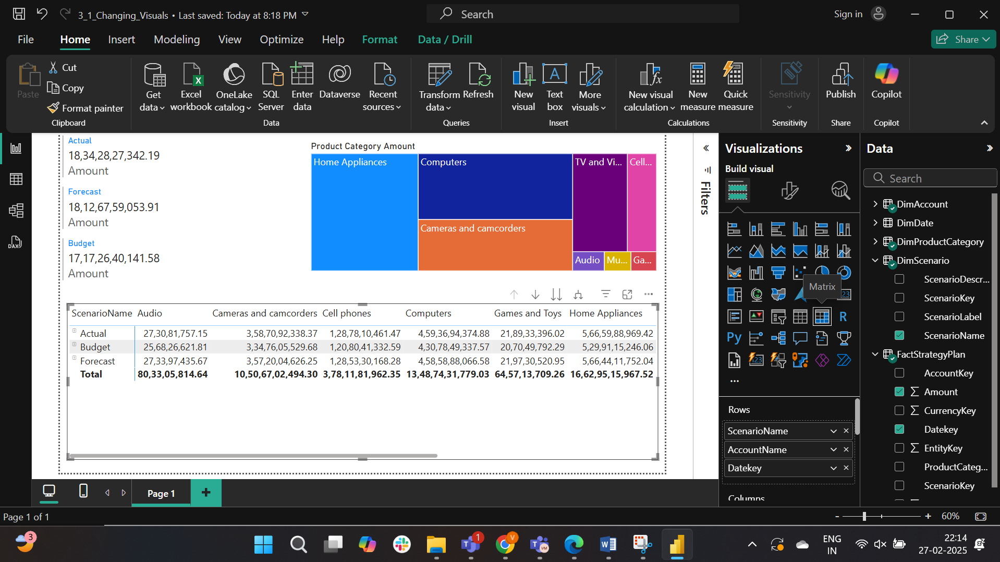 3_1_Changing_Visuals • Last saved: Today at 8:18 PM
Search
Sign in
File Home Insert Modeling View Optimize Help Format Data / Drill
Share
Paste
Cut
Copy
Format painter
Clipboard
Get data
Excel workbook
OneLake catalog
SQL Server
Enter data
Dataverse
Recent sources
Data
Transform data
Refresh
Queries
New visual
Text box
More visuals
Insert
New visual calculation
New measure
Quick measure
Calculations
Sensitivity
Sensitivity
Publish
Share
Copilot
Copilot
Actual
18,34,28,27,342.19
Amount
Forecast
18,12,67,59,053.91
Amount
Budget
17,17,26,40,141.58
Amount
Product Category Amount
Home Appliances
Computers
Cameras and camcorders
TV and Vi...
Cell...
Audio
Mu...
Ga...
ScenarioName Audio Cameras and camcorders Cell phones Computers Games and Toys Home Appliances
Actual 27,30,81,757.15 3,58,70,92,338.37 1,28,78,10,461.47 4,59,36,94,374.88 21,89,33,396.02 5,66,59,88,969.42
Budget 25,68,26,621.81 3,34,76,05,529.68 1,20,80,41,332.59 4,30,78,49,337.57 20,70,49,792.29 5,29,91,15,246.06
Forecast 27,33,97,435.67 3,57,20,04,626.25 1,28,53,30,168.28 4,58,58,88,066.58 21,97,30,520.95 5,66,44,11,752.04
Total 80,33,05,814.64 10,50,67,02,494.30 3,78,11,81,962.35 13,48,74,31,779.03 64,57,13,709.26 16,62,95,15,967.52
Filters
Visualizations
Build visual
Matrix
123
R
Py
123
...
Rows
ScenarioName
AccountName
Datekey
Columns
Data
Search
DimAccount
DimDate
DimProductCategory
DimScenario
ScenarioDescr...
ScenarioKey
ScenarioLabel
ScenarioName
FactStrategyPlan
AccountKey
Amount
CurrencyKey
Datekey
EntityKey
ProductCateg...
ScenarioKey
DAX
Page 1
Page 1 of 1
60%
3
1
V
VM
ENG
IN
22:14
27-02-2025